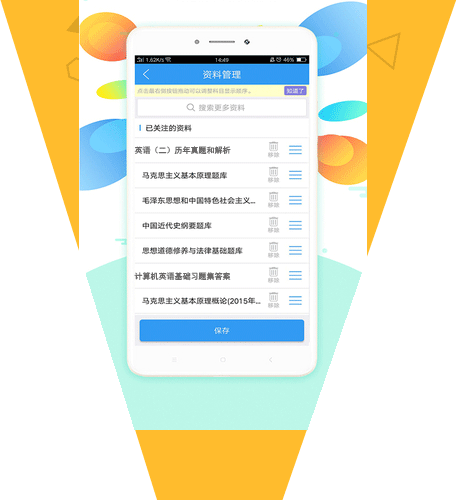 1.62K/s 14:49 46%
资料管理
点击最右侧按钮拖动可以调整科目显示顺序。 知道了
搜索更多资料
已关注的资料
英语（二）历年真题和解析 移除
马克思主义基本原理题库 移除
毛泽东思想和中国特色社会主义... 移除
中国近代史纲要题库 移除
思想道德修养与法律基础题库 移除
计算机英语基础习题集答案 移除
马克思主义基本原理概论(2015年... 移除
保存